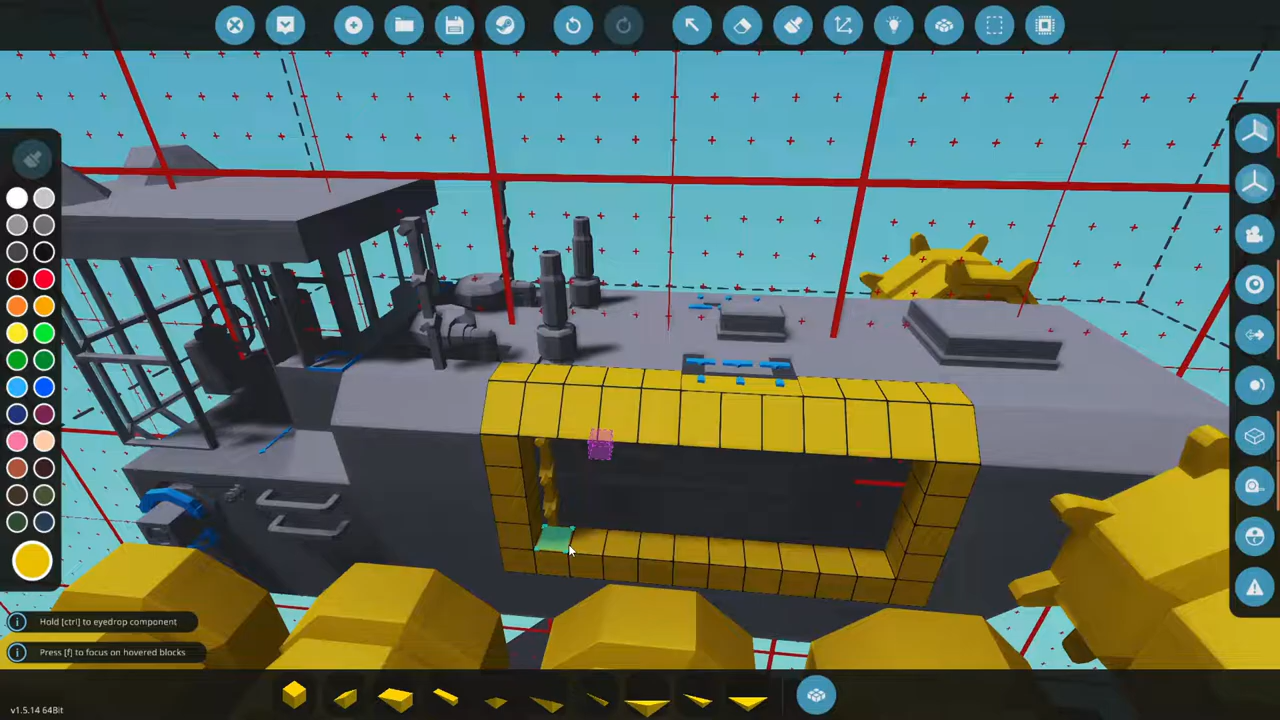 Hold [ctrl] to eyedrop component
Press [f] to focus on hovered blocks
v1.5.14 64Bit